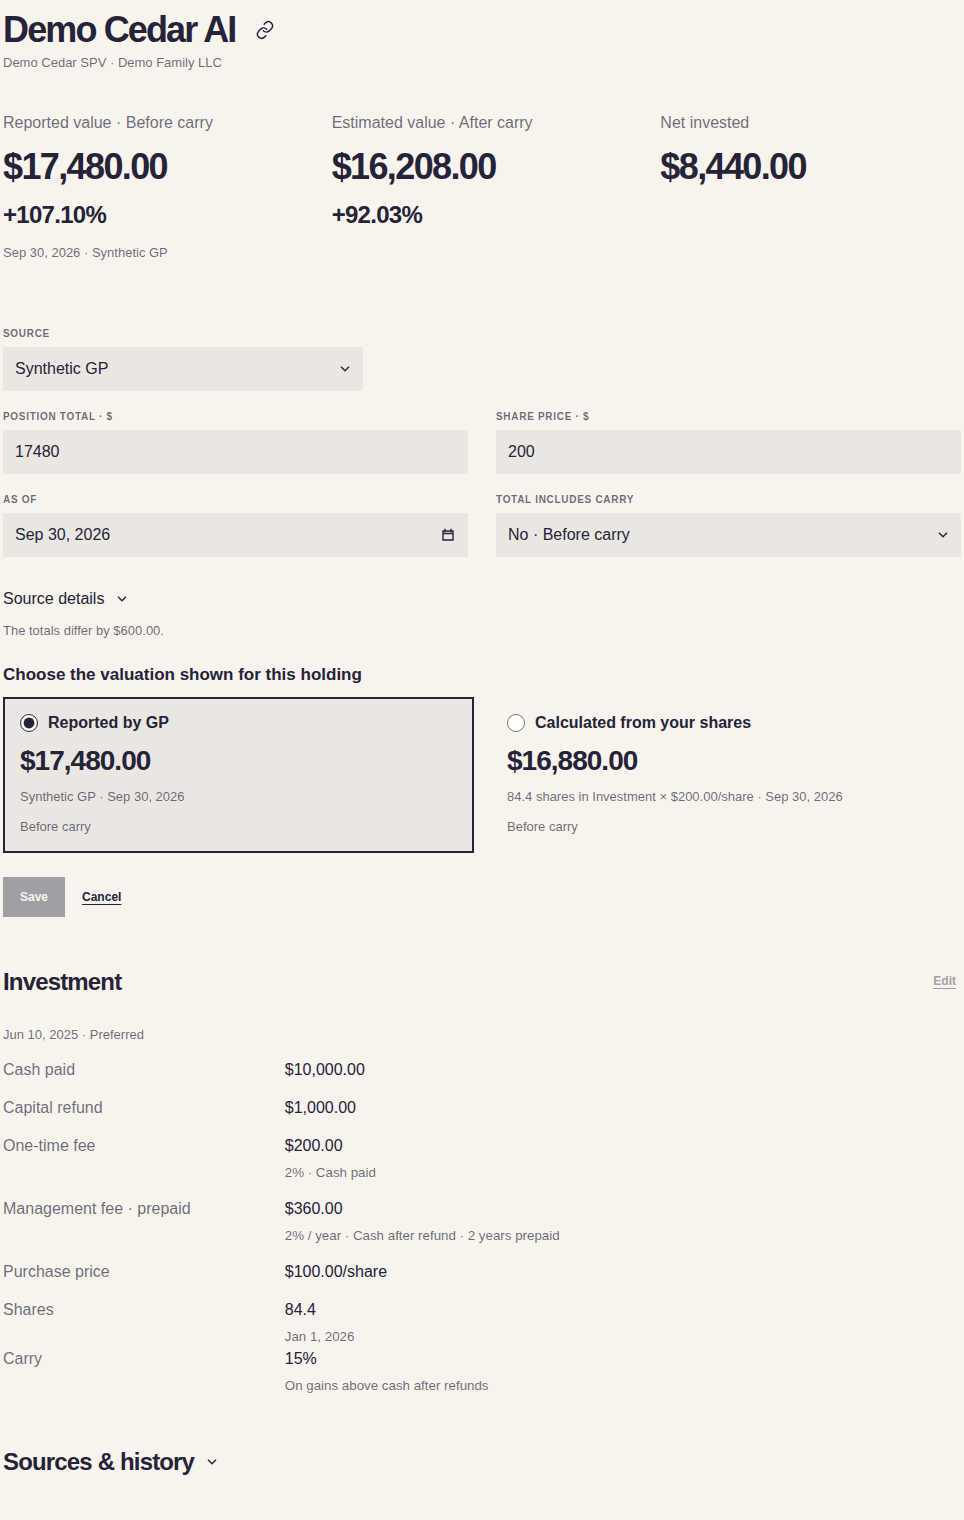 Demo Cedar AI
Demo Cedar SPV · Demo Family LLC
Reported value · Before carry
$17,480.00
+107.10%
Sep 30, 2026 · Synthetic GP
Estimated value · After carry
$16,208.00
+92.03%
Net invested
$8,440.00
SOURCE
Synthetic GP
POSITION TOTAL · $
17480
SHARE PRICE · $
200
AS OF
Sep 30, 2026
TOTAL INCLUDES CARRY
No · Before carry
Source details
The totals differ by $600.00.
Choose the valuation shown for this holding
Reported by GP
$17,480.00
Synthetic GP · Sep 30, 2026
Before carry
Calculated from your shares
$16,880.00
84.4 shares in Investment × $200.00/share · Sep 30, 2026
Before carry
Save
Cancel
Investment
Edit
Jun 10, 2025 · Preferred
Cash paid
$10,000.00
Capital refund
$1,000.00
One-time fee
$200.00
2% · Cash paid
Management fee · prepaid
$360.00
2% / year · Cash after refund · 2 years prepaid
Purchase price
$100.00/share
Shares
84.4
Jan 1, 2026
Carry
15%
On gains above cash after refunds
Sources & history